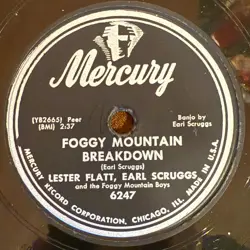 Mercury
(YB2665) Peer
(BMI) 2:37
Banjo by
Earl Scruggs
FOGGY MOUNTAIN
BREAKDOWN
(Earl Scruggs)
LESTER FLATT, EARL SCRUGGS
and the Foggy Mountain Boys
6247
MERCURY RECORD CORPORATION, CHICAGO, ILL. MADE IN U.S.A.